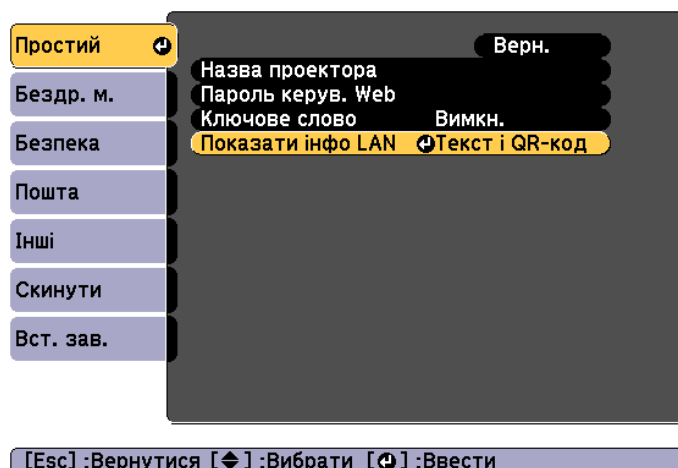 Простий
Верн.
Назва проектора
Бездр. м.
Пароль керув. Web
Ключове слово Вимкн.
Безпека
Показати інфо LAN Текст і QR-код
Пошта
Інші
Скинути
Вст. зав.
[Esc] :Вернутися [◆] :Вибрати [⏎] :Ввести